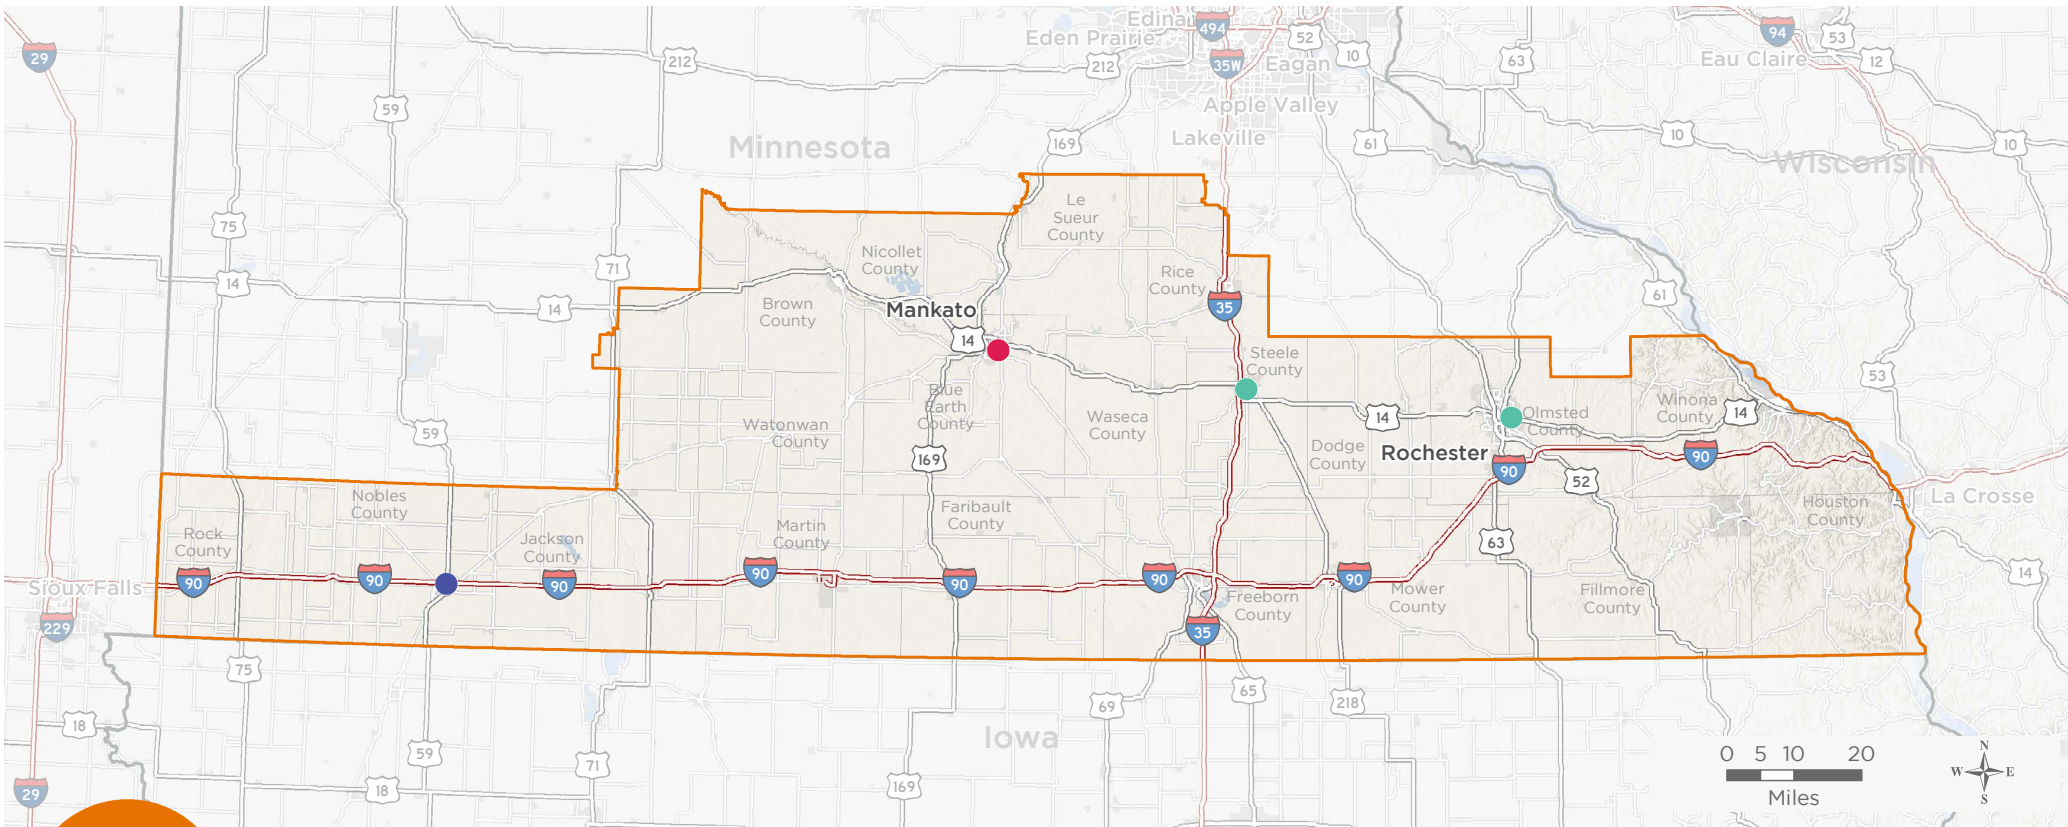 Edina
494
52
94
53
29
Eden Prairie
10
Eau Claire
212
212
35W
Eagan
63
12
59
Apple Valley
Minnesota
169
Lakeville
61
10
10
Wisconsin
Le
Sueur
County
75
Nicollet
County
71
Rice
County
14
61
14
Brown
County
Mankato
35
14
Steele
County
53
Blue
Earth
County
Watonwan
County
Waseca
County
14
Olmsted
County
Winona
County
14
59
Dodge
County
Rochester
169
90
90
52
Nobles
County
Faribault
County
Houston
County
La Crosse
Rock
County
Jackson
County
Martin
County
63
90
90
90
90
90
90
90
14
Sioux Falls
Freeborn
County
Mower
County
Fillmore
County
229
35
75
65
69
218
18
59
Iowa
71
169
18
29
0 5 10 20
Miles
N
W E
S